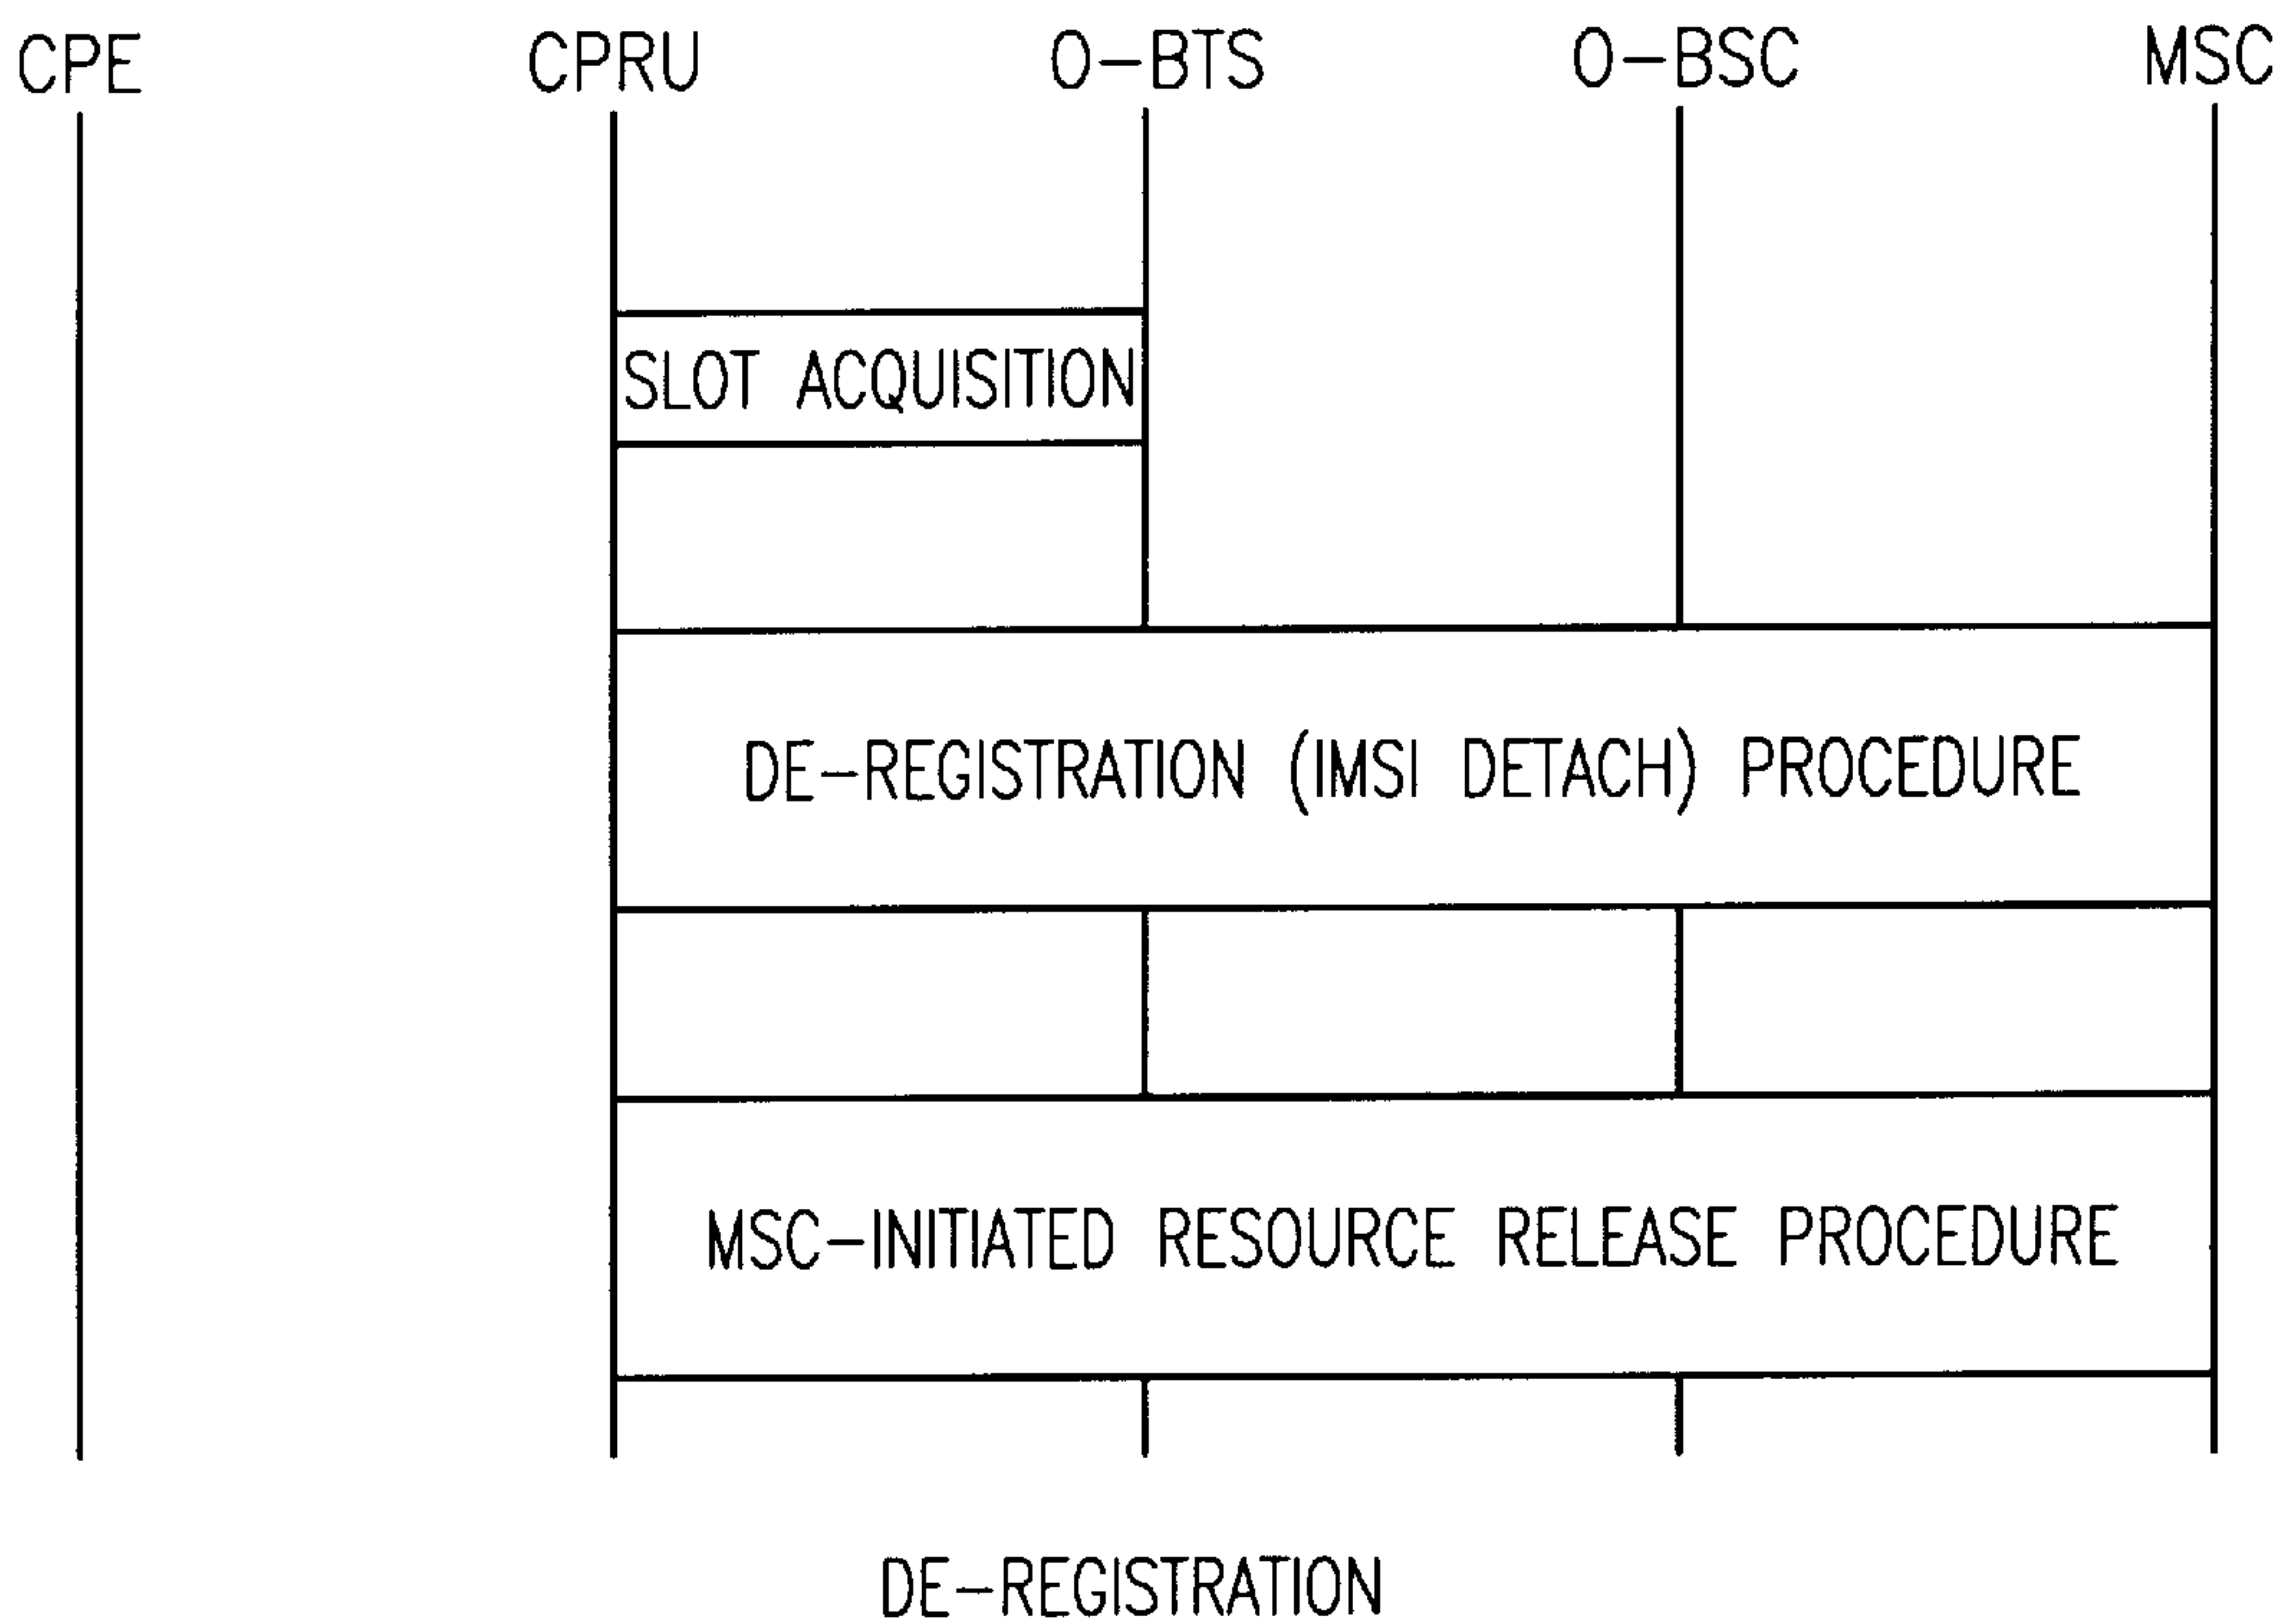 CPE CPRU O-BTS O-BSC MSC
SLOT ACQUISITION
DE-REGISTRATION (IMSI DETACH) PROCEDURE
MSC-INITIATED RESOURCE RELEASE PROCEDURE
DE-REGISTRATION